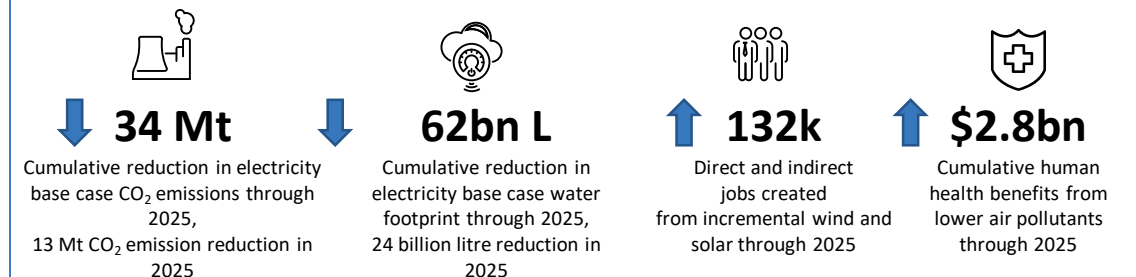 34 Mt
Cumulative reduction in electricity
base case CO₂ emissions through
2025,
13 Mt CO₂ emission reduction in
2025
62bn L
Cumulative reduction in
electricity base case water
footprint through 2025,
24 billion litre reduction in
2025
132k
Direct and indirect
jobs created
from incremental wind and
solar through 2025
$2.8bn
Cumulative human
health benefits from
lower air pollutants
through 2025